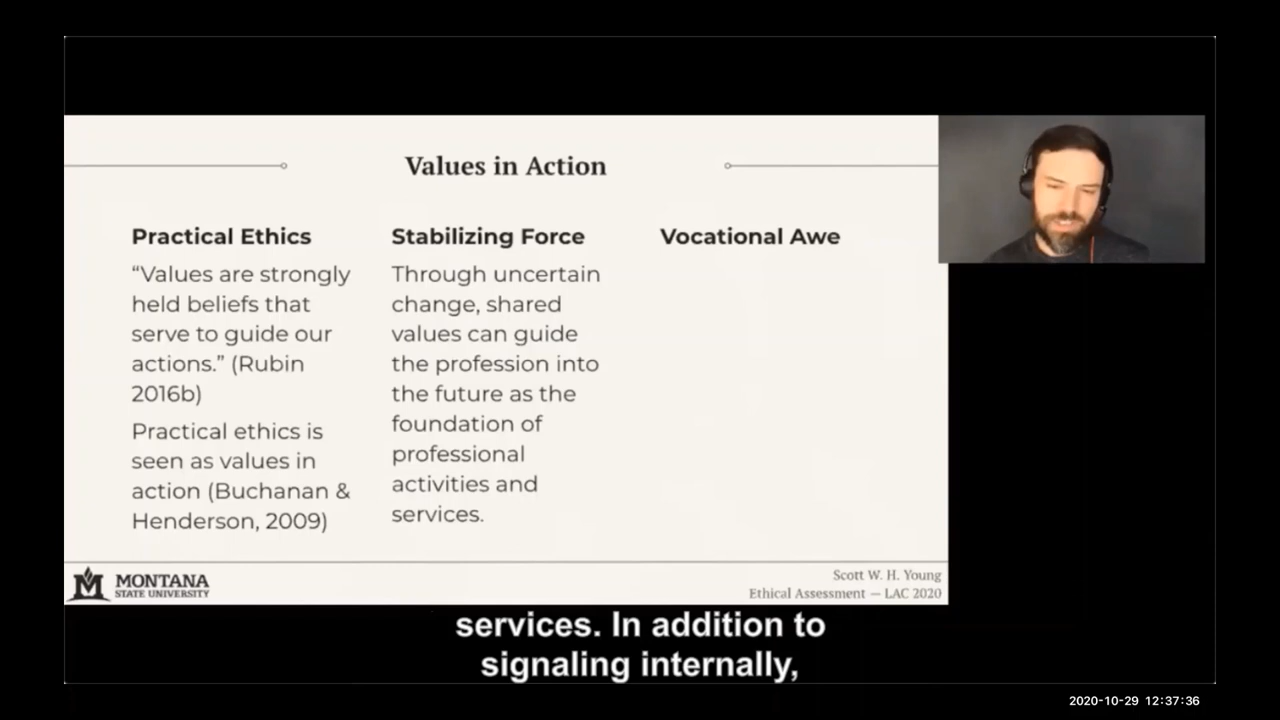 Values in Action
Practical Ethics
“Values are strongly
held beliefs that
serve to guide our
actions.” (Rubin
2016b)
Practical ethics is
seen as values in
action (Buchanan &
Henderson, 2009)
Stabilizing Force
Through uncertain
change, shared
values can guide
the profession into
the future as the
foundation of
professional
activities and
services.
Vocational Awe
M MONTANA
STATE UNIVERSITY
Scott W. H. Young
Ethical Assessment — LAC 2020
services. In addition to
signaling internally,
2020-10-29 12:37:36